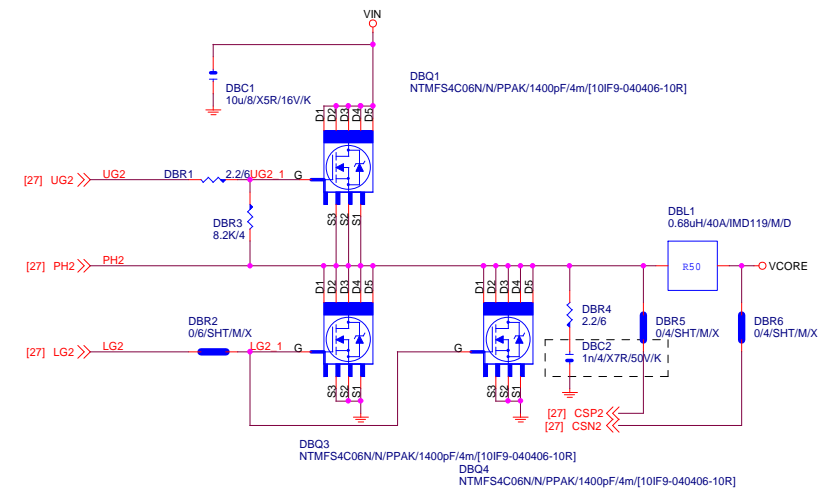 VIN
DBC1
10u/8/X5R/16V/K
DBQ1
NTMFS4C06N/N/PPAK/1400pF/4m/[10IF9-040406-10R]
D1
D2
D3
D4
D5
[27] UG2
UG2
DBR1
2.2/6
UG2_1
G
S3
S2
S1
DBR3
8.2K/4
DBL1
0.68uH/40A/IMD119/M/D
[27] PH2
PH2
R50
VCORE
D1
D2
D3
D4
D5
D1
D2
D3
D4
D5
DBR2
0/6/SHT/M/X
DBR4
2.2/6
DBR5
0/4/SHT/M/X
DBR6
0/4/SHT/M/X
[27] LG2
LG2
LG2_1
G
G
DBC2
1n/4/X7R/50V/K
S3
S2
S1
S3
S2
S1
[27] CSP2
[27] CSN2
DBQ3
NTMFS4C06N/N/PPAK/1400pF/4m/[10IF9-040406-10R]
DBQ4
NTMFS4C06N/N/PPAK/1400pF/4m/[10IF9-040406-10R]